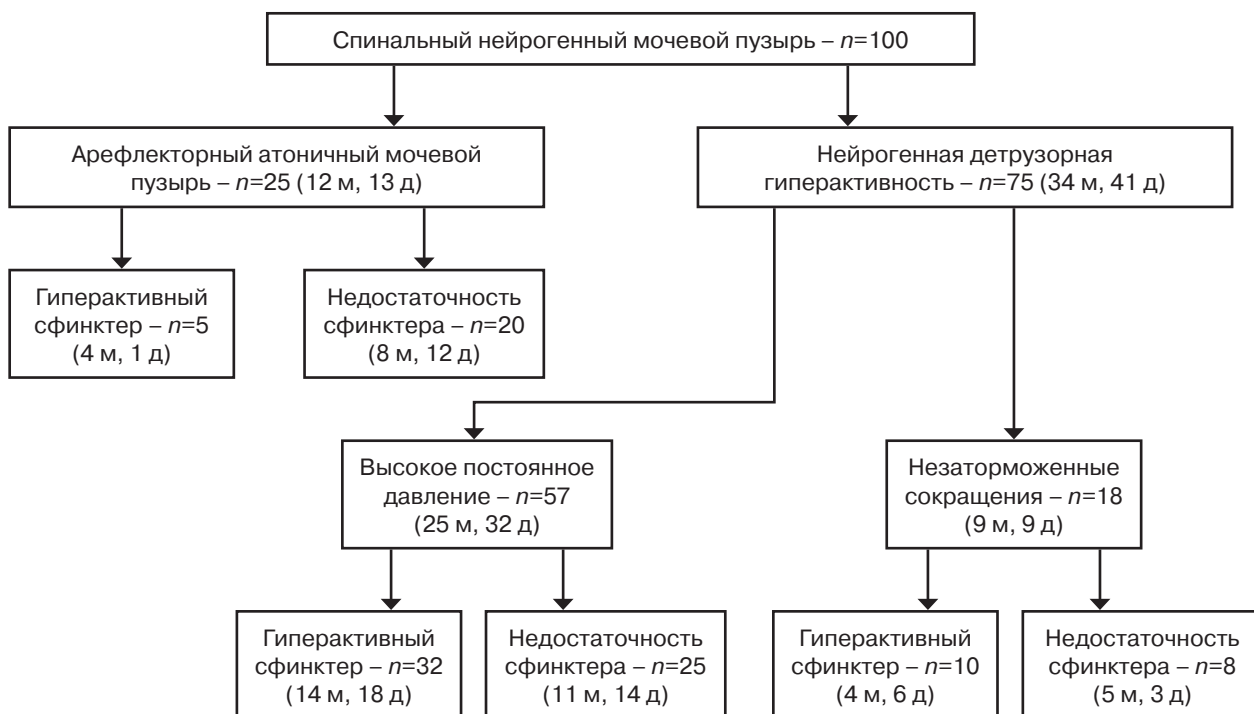 Спинальный нейрогенный мочевой пузырь – n=100
Арефлекторный атоничный мочевой
пузырь – n=25 (12 м, 13 д)
Нейрогенная детрузорная
гиперактивность – n=75 (34 м, 41 д)
Гиперактивный
сфинктер – n=5
(4 м, 1 д)
Недостаточность
сфинктера – n=20
(8 м, 12 д)
Высокое постоянное
давление – n=57
(25 м, 32 д)
Незаторможенные
сокращения – n=18
(9 м, 9 д)
Гиперактивный
сфинктер – n=32
(14 м, 18 д)
Недостаточность
сфинктера – n=25
(11 м, 14 д)
Гиперактивный
сфинктер – n=10
(4 м, 6 д)
Недостаточность
сфинктера – n=8
(5 м, 3 д)